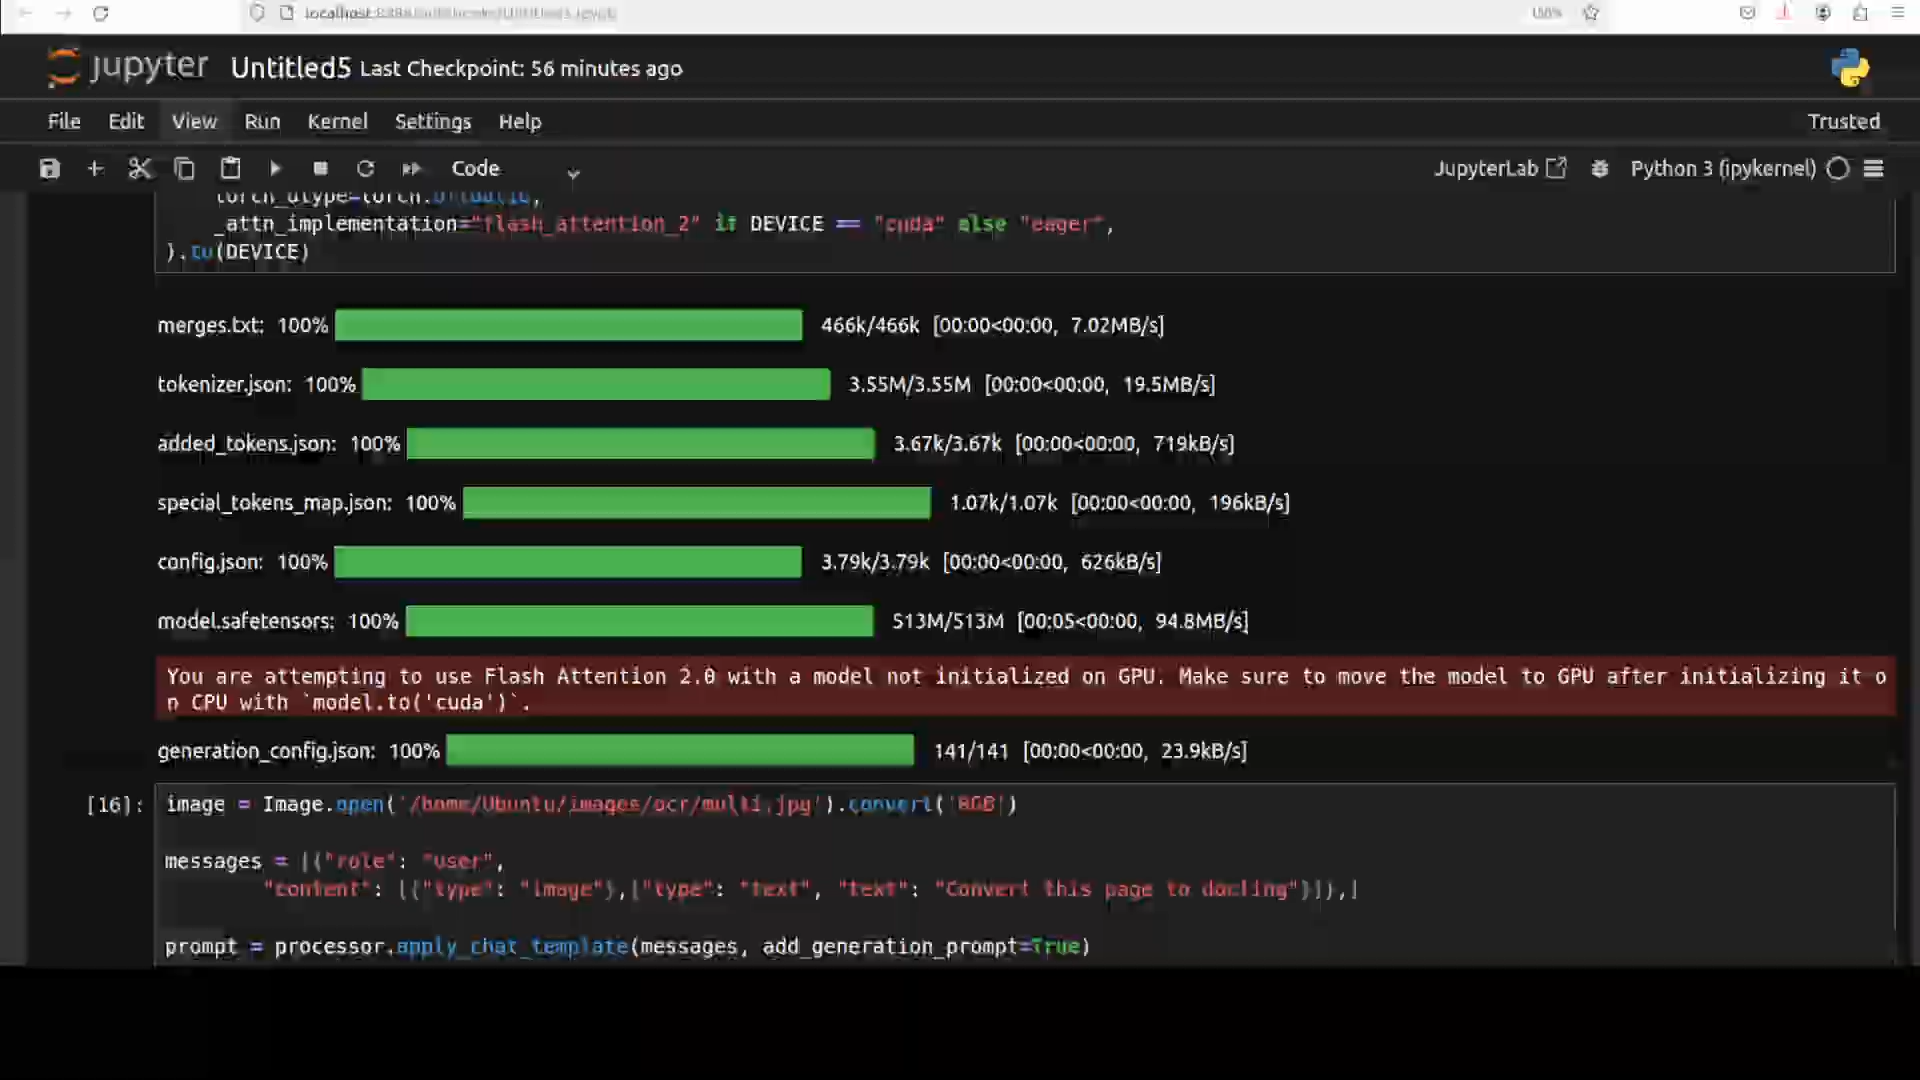 jupyter Untitled5 Last Checkpoint: 56 minutes ago
File Edit View Run Kernel Settings Help Trusted
Code JupyterLab Python 3 (ipykernel)
_attn_implementation="flash_attention_2" if DEVICE == "cuda" else "eager",
).to(DEVICE)
merges.txt: 100% 466k/466k [00:00<00:00, 7.02MB/s]
tokenizer.json: 100% 3.55M/3.55M [00:00<00:00, 19.5MB/s]
added_tokens.json: 100% 3.67k/3.67k [00:00<00:00, 719kB/s]
special_tokens_map.json: 100% 1.07k/1.07k [00:00<00:00, 196kB/s]
config.json: 100% 3.79k/3.79k [00:00<00:00, 626kB/s]
model.safetensors: 100% 513M/513M [00:05<00:00, 94.8MB/s]
You are attempting to use Flash Attention 2.0 with a model not initialized on GPU. Make sure to move the model to GPU after initializing it o
n CPU with `model.to('cuda')`.
generation_config.json: 100% 141/141 [00:00<00:00, 23.9kB/s]
[16]: image = Image.open('/home/Ubuntu/images/ocr/multi.jpg').convert('RGB')
messages = [{"role": "user",
"content": [{"type": "image"},{"type": "text", "text": "Convert this page to docling"}]},]
prompt = processor.apply_chat_template(messages, add_generation_prompt=True)